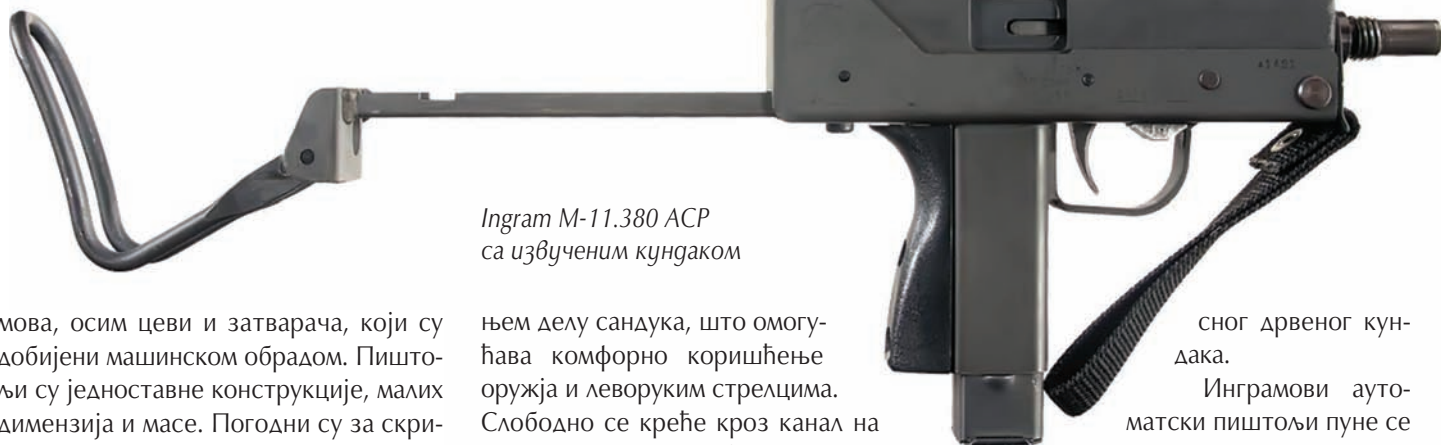 Ingram M-11.380 ACP
са извученим кундаком
мова, осим цеви и затварача, који су
добијени машинском обрадом. Пишто-
љи су једноставне конструкције, малих
димензија и масе. Погодни су за скри-
њем делу сандука, што омогу-
ћава комфорно коришћење
оружја и леворуким стрелцима.
Слободно се креће кроз канал на
сног дрвеног кун-
дака.
Инграмови ауто-
матски пиштољи пуне се